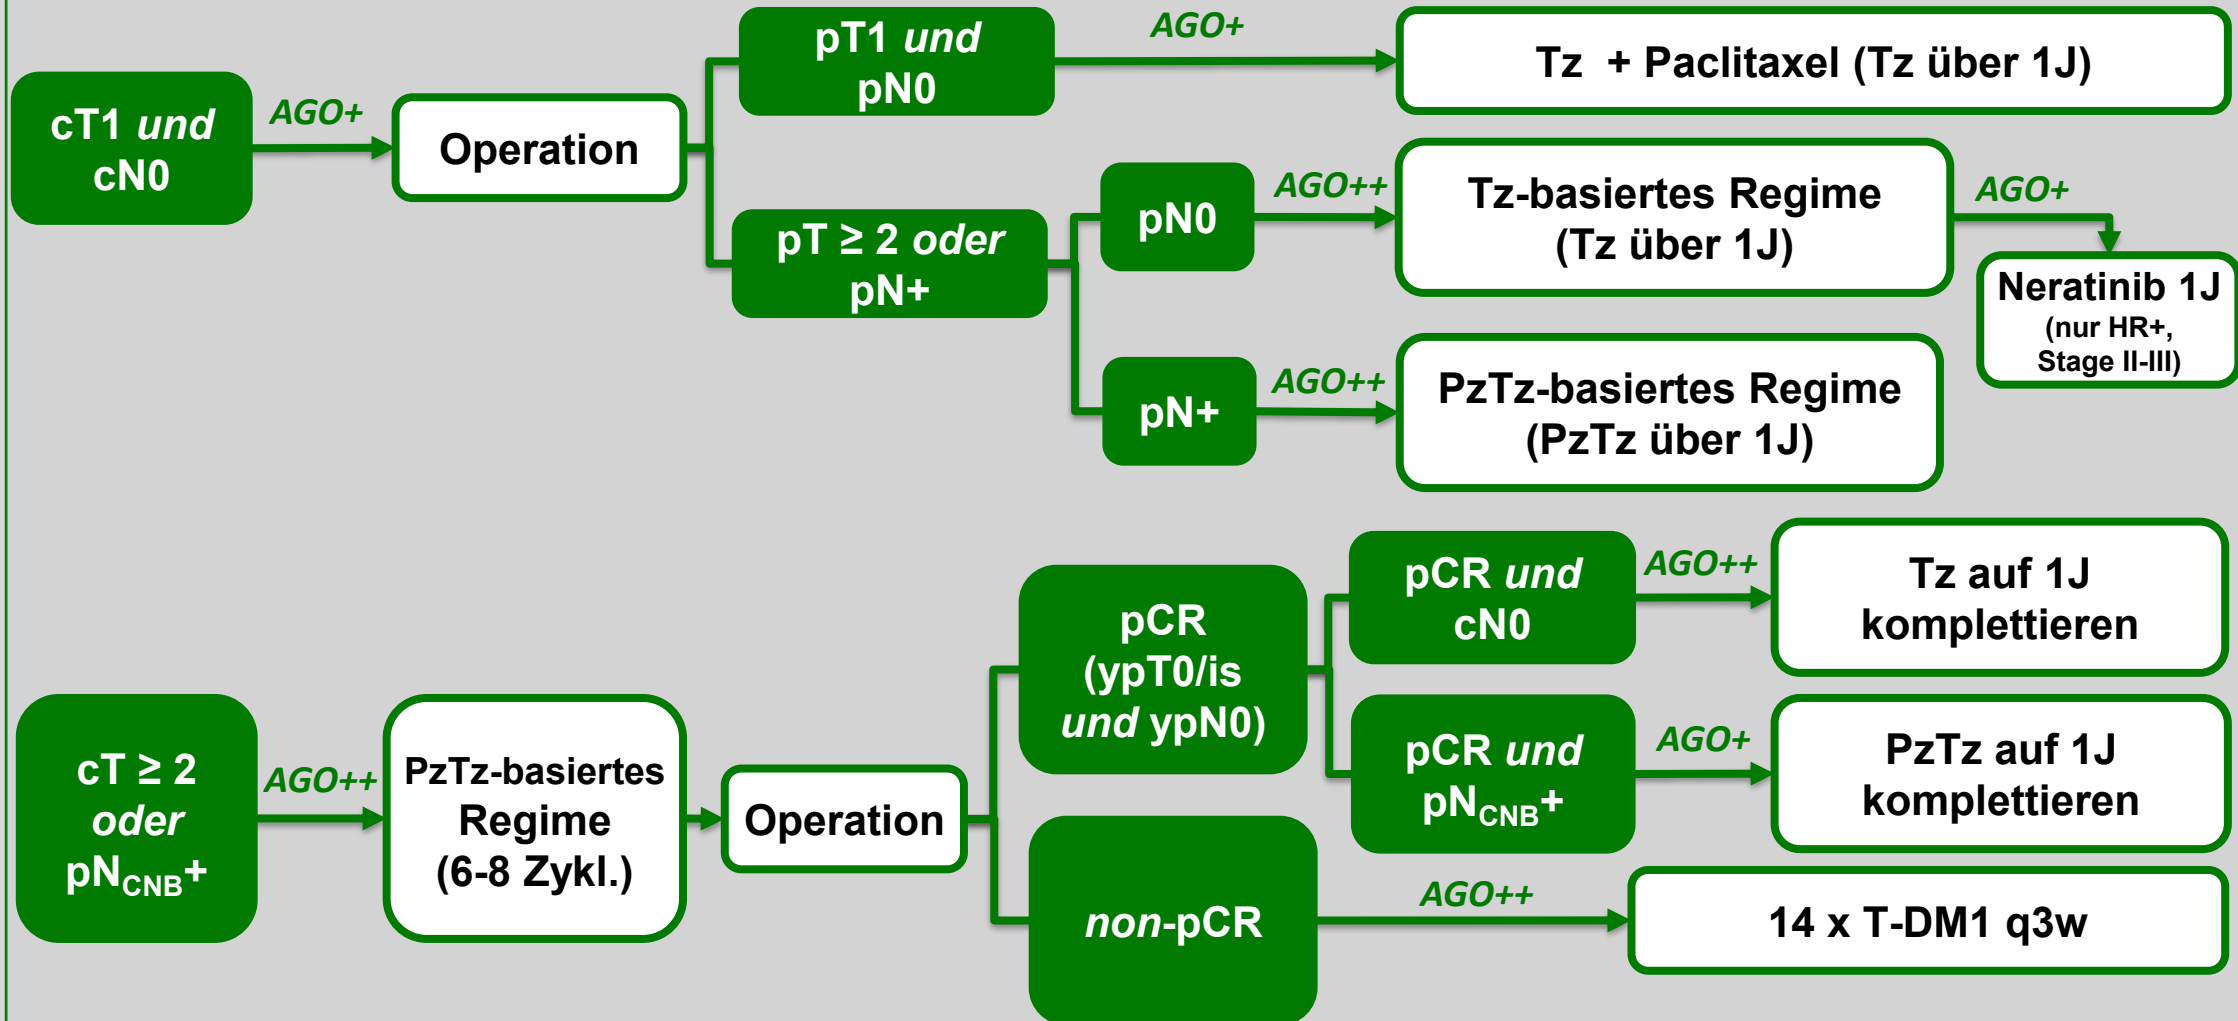 cT1 und
cN0
AGO+
Operation
pT1 und
pN0
AGO+
Tz + Paclitaxel (Tz über 1J)
pT ≥ 2 oder
pN+
pN0
AGO++
Tz-basiertes Regime
(Tz über 1J)
AGO+
Neratinib 1J
(nur HR+,
Stage II-III)
pN+
AGO++
PzTz-basiertes Regime
(PzTz über 1J)
cT ≥ 2
oder
pNCNB+
AGO++
PzTz-basiertes
Regime
(6-8 Zykl.)
Operation
pCR
(ypT0/is
und ypN0)
pCR und
cN0
AGO++
Tz auf 1J
komplettieren
pCR und
pNCNB+
AGO+
PzTz auf 1J
komplettieren
non-pCR
AGO++
14 x T-DM1 q3w